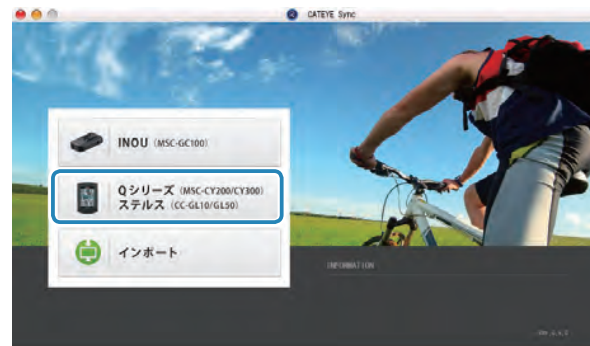 CATEYE Sync
INOU (MSC-GC100)
Qシリーズ (MSC-CY200/CY300)
ステルス (CC-GL10/GL50)
インポート
INFORMATION